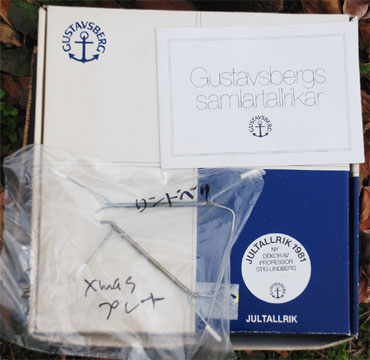 GUSTAVSBERG
Gustavsbergs
samlartallrikar
GUSTAVSBERG
リンドベリ
Xmas
プレート
JULTALLRIK 1981
NY
DEKOR AV
PROFESSOR
STIG LINDBERG
JULTALLRIK